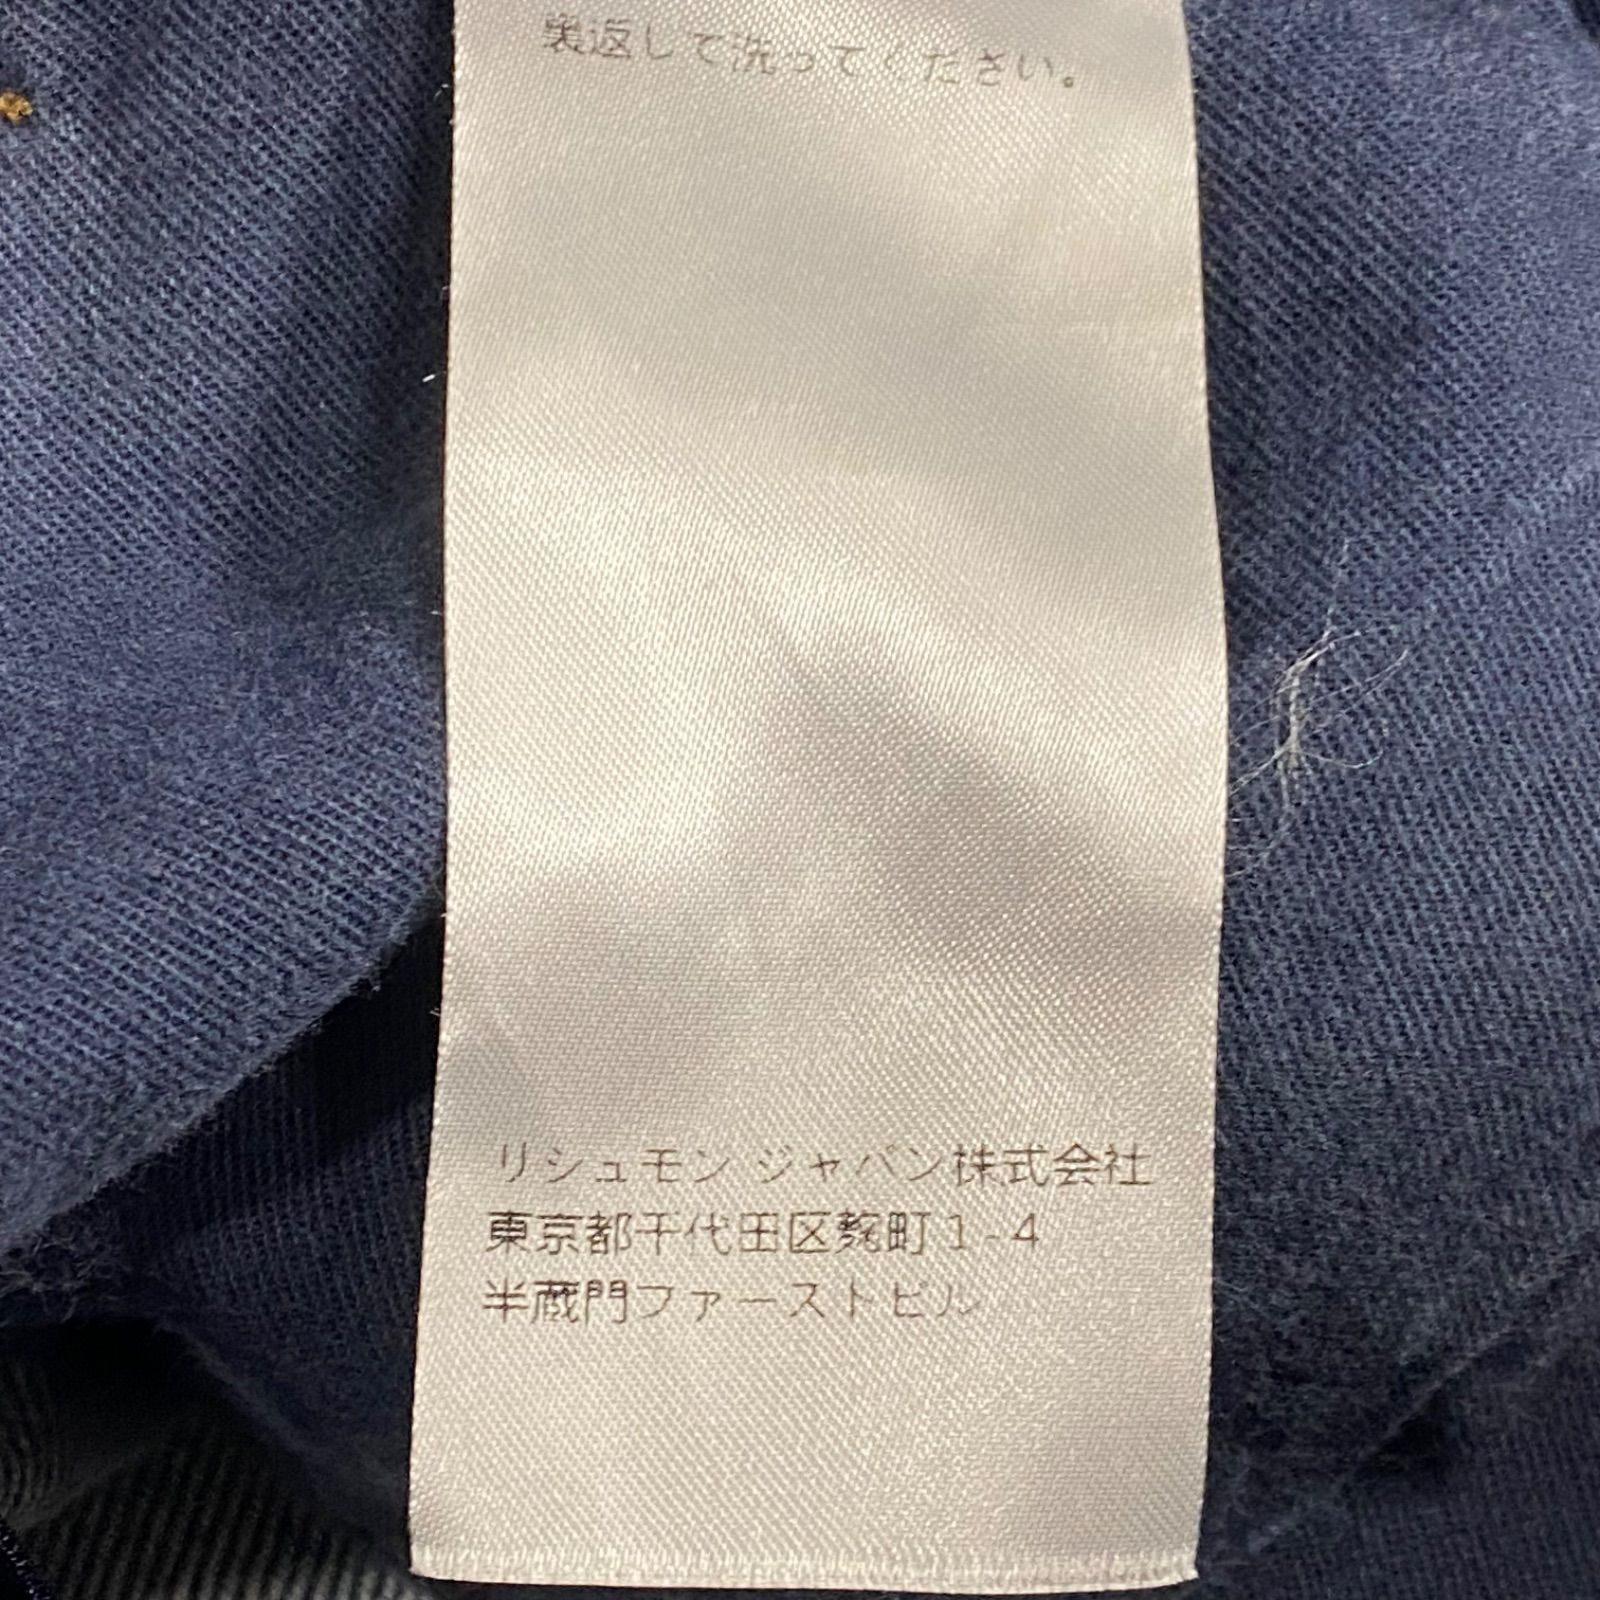 裏返して洗ってください。
リシュモン ジャパン株式会社
東京都千代田区麹町1-4
半蔵門ファーストビル